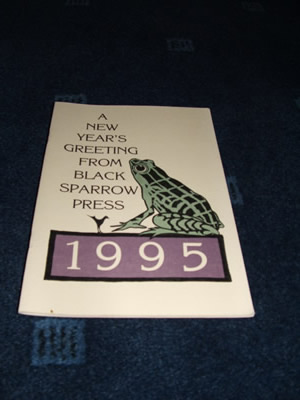 A
NEW
YEAR'S
GREETING
FROM
BLACK
SPARROW
PRESS
1995